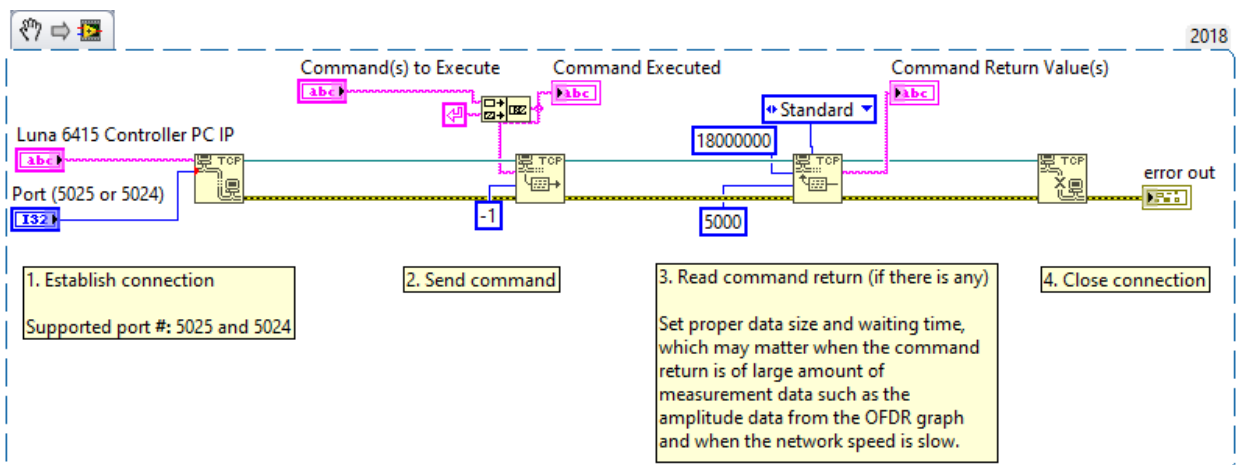 2018
Command(s) to Execute
Command Executed
Command Return Value(s)
abc
abc
abc
Standard
Luna 6415 Controller PC IP
18000000
abc
TCP
TCP
TCP
TCP
error out
Port (5025 or 5024)
I32
-1
5000
1. Establish connection
Supported port #: 5025 and 5024
2. Send command
3. Read command return (if there is any)
Set proper data size and waiting time,
which may matter when the command
return is of large amount of
measurement data such as the
amplitude data from the OFDR graph
and when the network speed is slow.
4. Close connection